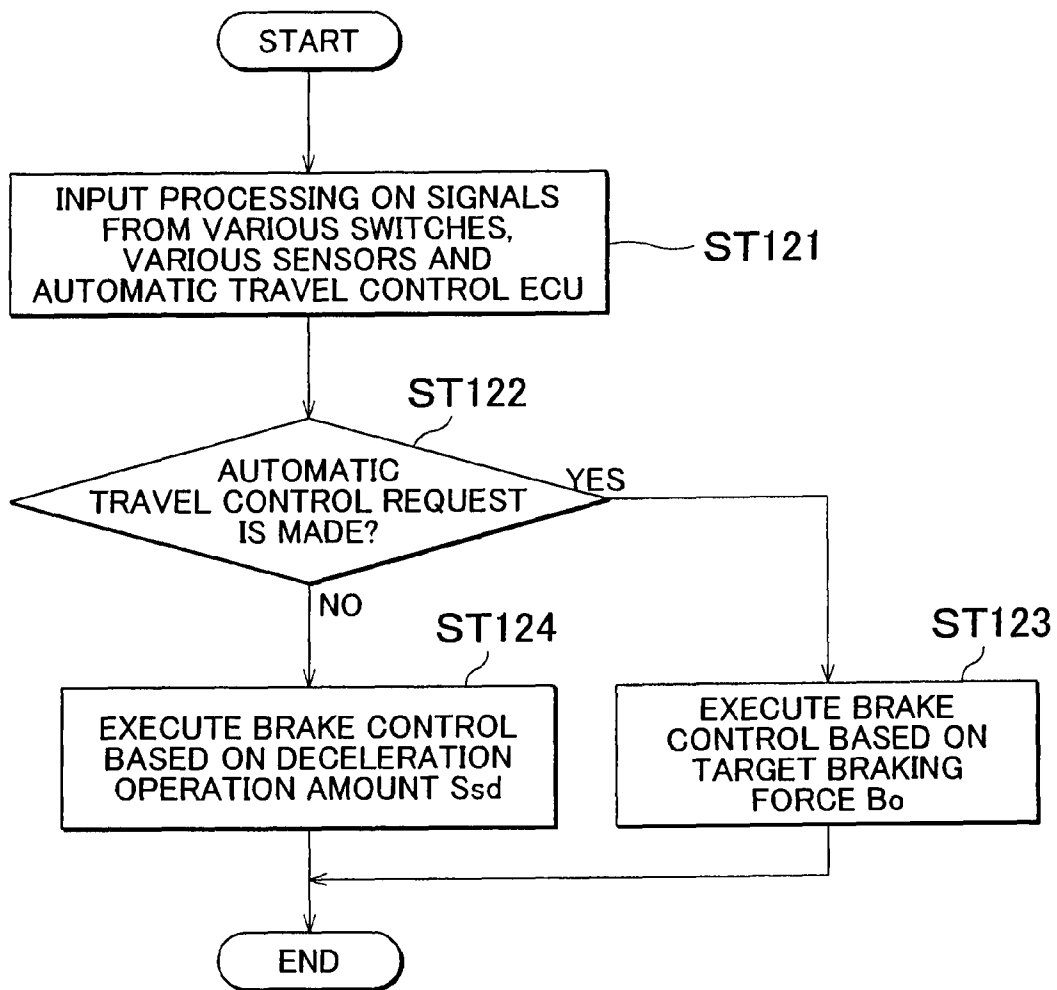 START
INPUT PROCESSING ON SIGNALS
FROM VARIOUS SWITCHES,
VARIOUS SENSORS AND
AUTOMATIC TRAVEL CONTROL ECU
ST121
ST122
AUTOMATIC
TRAVEL CONTROL REQUEST
IS MADE?
YES
NO
ST124
EXECUTE BRAKE CONTROL
BASED ON DECELERATION
OPERATION AMOUNT Ssd
ST123
EXECUTE BRAKE
CONTROL BASED ON
TARGET BRAKING
FORCE Bo
END